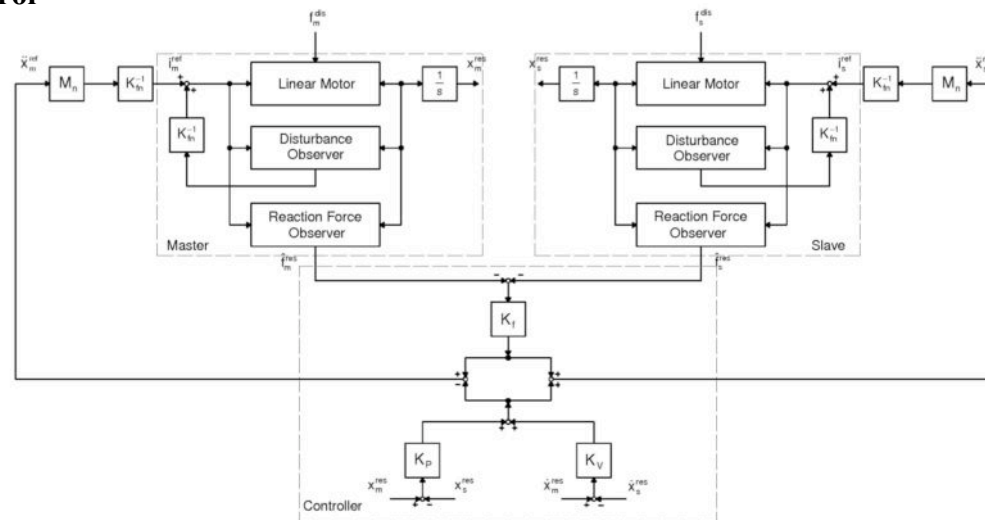 f_m^dis
f_s^dis
ẍ_m^ref
i_m^ref
x_m^res
x_s^res
i_s^ref
M_n
K_fn^-1
Linear Motor
1/s
1/s
Linear Motor
K_fn^-1
M_n
K_fn^-1
Disturbance Observer
Disturbance Observer
K_fn^-1
Reaction Force Observer
Reaction Force Observer
Master
Slave
f_m^res
f_s^res
K_f
K_P
K_V
x_m^res
x_s^res
ẋ_m^res
ẋ_s^res
Controller